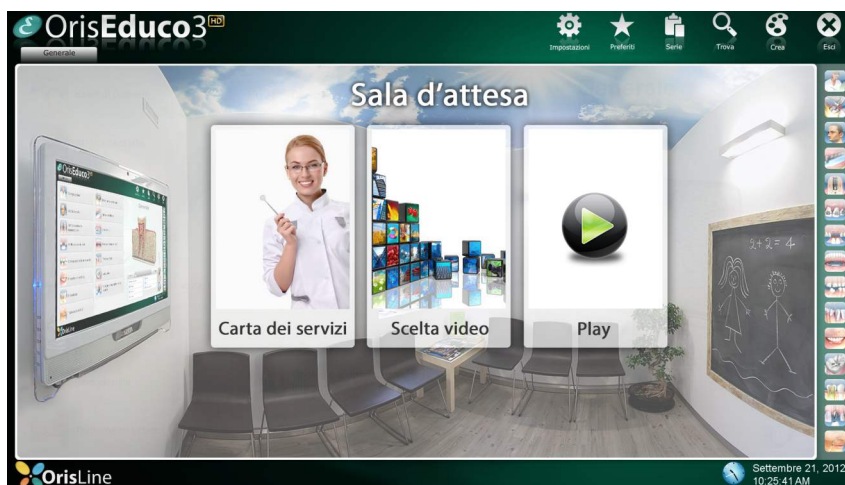 OrisEduco3 HD
Impostazioni
Preferiti
Serie
Trova
Crea
Esci
Generale
Sala d'attesa
OrisEduco3
2+2=4
Carta dei servizi
Scelta video
Play
OrisLine
Settembre 21, 2012
10:25:41 AM